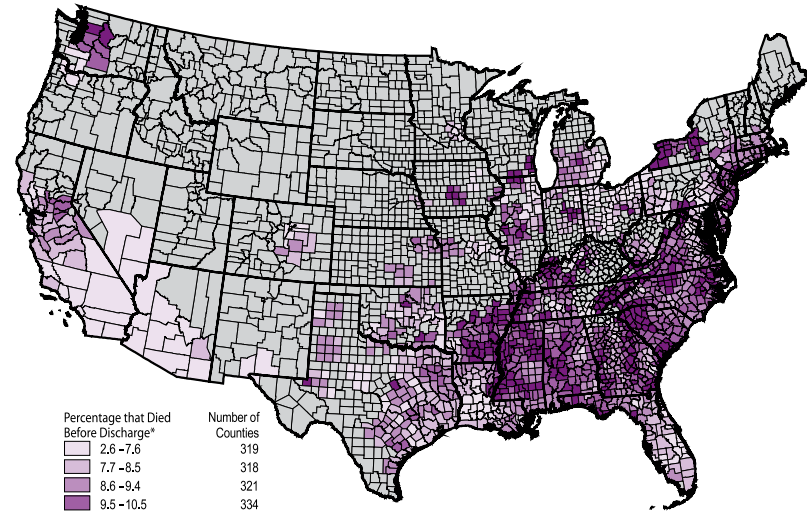 Percentage that Died Number of
Before Discharge* Counties
2.6 – 7.6 319
7.7 – 8.5 318
8.6 – 9.4 321
9.5 – 10.5 334